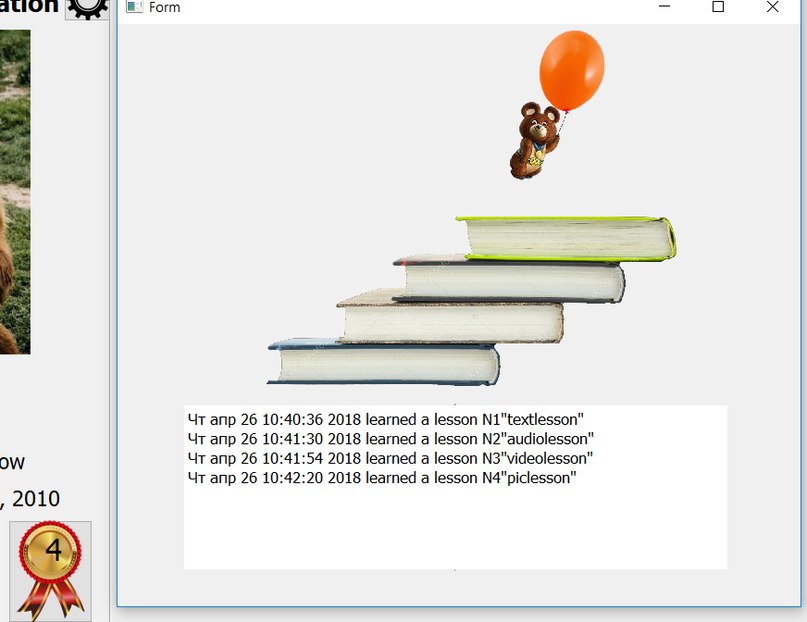 ation
Form
Чт апр 26 10:40:36 2018 learned a lesson N1"textlesson"
Чт апр 26 10:41:30 2018 learned a lesson N2"audiolesson"
Чт апр 26 10:41:54 2018 learned a lesson N3"videolesson"
Чт апр 26 10:42:20 2018 learned a lesson N4"piclesson"
ow
, 2010
4